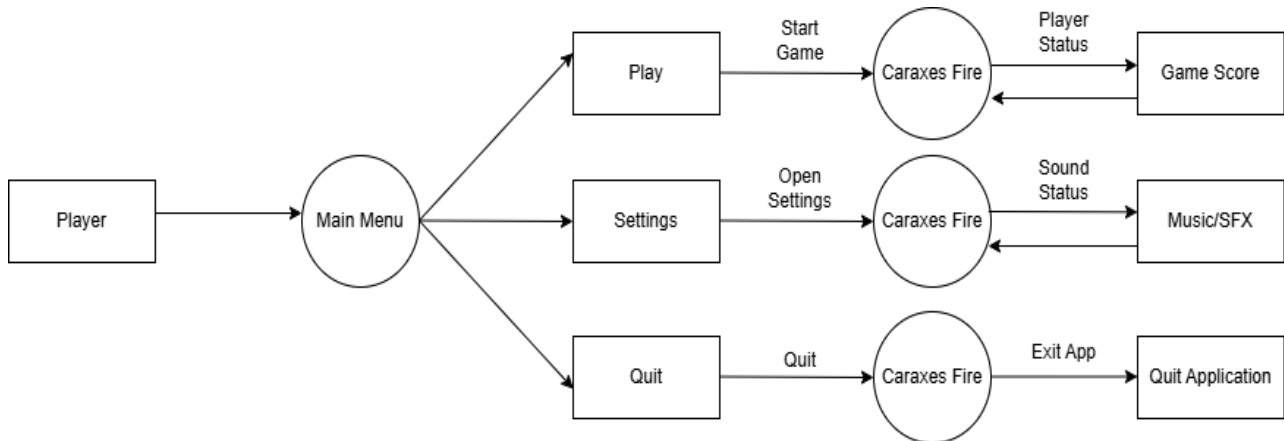 Start
Game
Player
Status
Play
Caraxes Fire
Game Score
Open
Settings
Sound
Status
Player
Main Menu
Settings
Caraxes Fire
Music/SFX
Quit
Quit
Caraxes Fire
Exit App
Quit Application